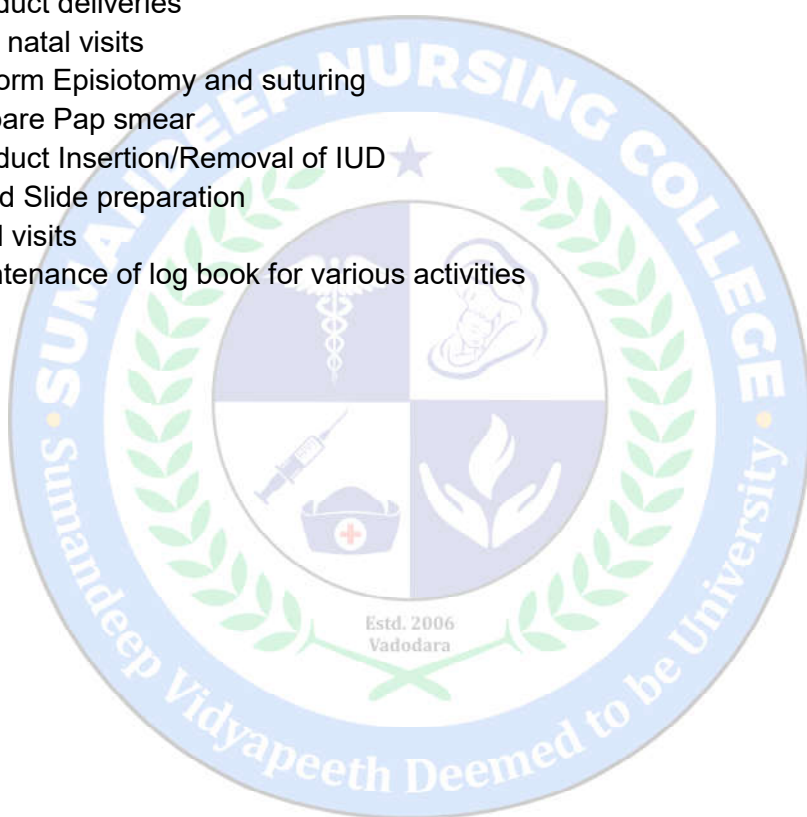 duct deliveries
natal visits
orm Episiotomy and suturing
pare Pap smear
duct Insertion/Removal of IUD
d Slide preparation
l visits
ntenance of log book for various activities
SUMANDEEP NURSING COLLEGE
Estd. 2006
Vadodara
Sumandeep Vidyapeeth Deemed to be University